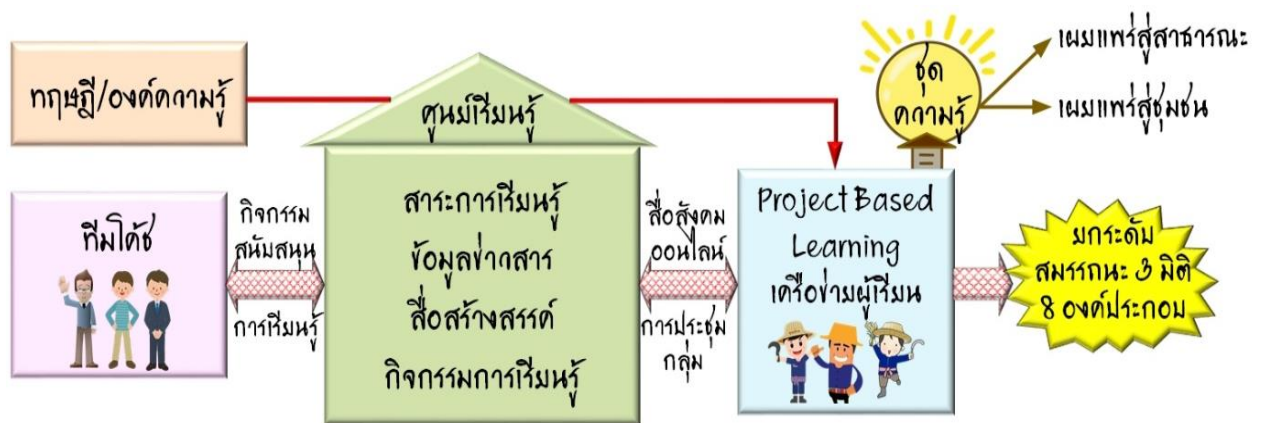 ทฤษฎี/องค์ความรู้
ศูนย์เรียนรู้
ชุด
ความรู้
เผยแพร่สู่สาธารณะ
เผยแพร่สู่ชุมชน
ทีมโค้ช
กิจกรรม
สนับสนุน
การเรียนรู้
สาระการเรียนรู้
ข้อมูลข่าวสาร
สื่อสร้างสรรค์
กิจกรรมการเรียนรู้
สื่อสังคม
ออนไลน์
การประชุม
กลุ่ม
Project Based
Learning
เครือข่ายผู้เรียน
ยกระดับ
สมรรถนะ 3 มิติ
8 องค์ประกอบ